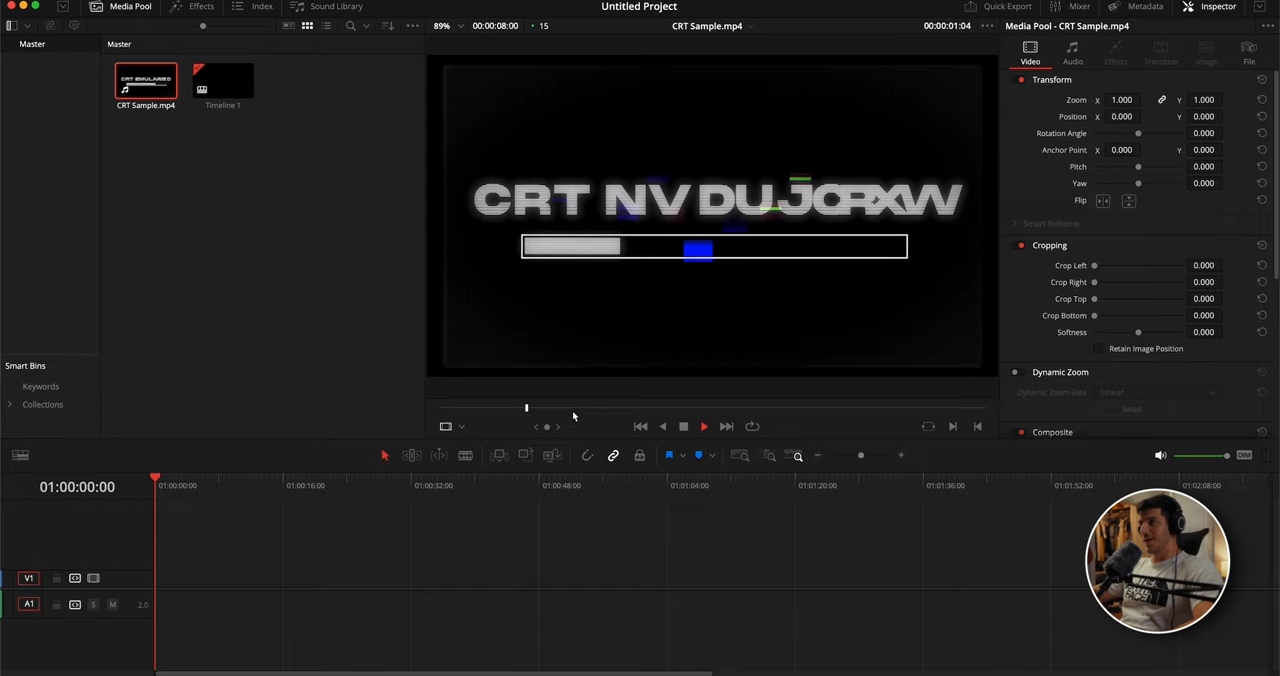 Media Pool
Effects
Index
Sound Library
Untitled Project
Quick Export
Mixer
Metadata
Inspector
89%
00:00:08:00
15
CRT Sample.mp4
00:00:01:04
Media Pool - CRT Sample.mp4
Master
Master
CRT EMULATED
CRT Sample.mp4
Timeline 1
Smart Bins
Keywords
Collections
CRT NV DUJCRXW
Video
Audio
Effects
Transition
Image
File
Transform
Zoom X 1.000 Y 1.000
Position X 0.000 Y 0.000
Rotation Angle 0.000
Anchor Point X 0.000 Y 0.000
Pitch 0.000
Yaw 0.000
Flip
Smart Reframe
Cropping
Crop Left 0.000
Crop Right 0.000
Crop Top 0.000
Crop Bottom 0.000
Softness 0.000
Retain Image Position
Dynamic Zoom
Dynamic Zoom Ease Linear
Swap
Composite
DIM
01:00:00:00
01:00:00:00
01:00:16:00
01:00:32:00
01:00:48:00
01:01:04:00
01:01:20:00
01:01:36:00
01:01:52:00
01:02:08:00
V1
A1
S
M
2.0